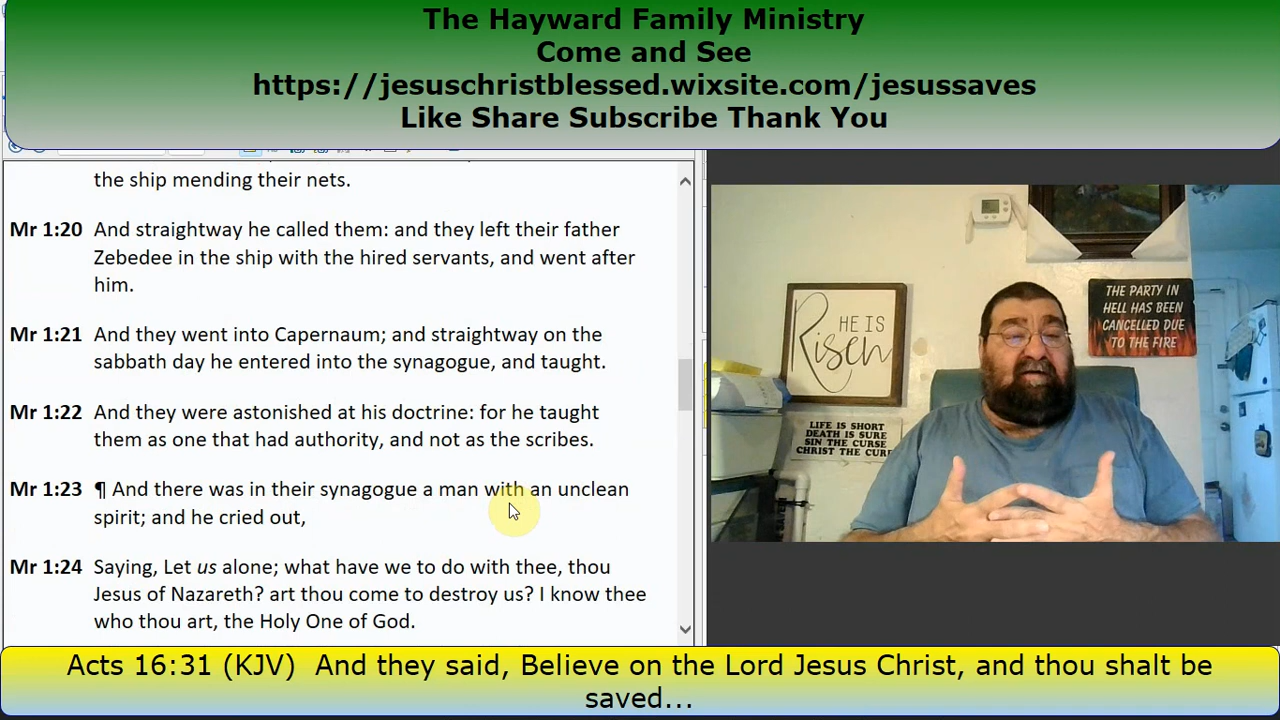 The Hayward Family Ministry
Come and See
https://jesuschristblessed.wixsite.com/jesussaves
Like Share Subscribe Thank You
the ship mending their nets.
Mr 1:20 And straightway he called them: and they left their father
Zebedee in the ship with the hired servants, and went after
him.
Mr 1:21 And they went into Capernaum; and straightway on the
sabbath day he entered into the synagogue, and taught.
Mr 1:22 And they were astonished at his doctrine: for he taught
them as one that had authority, and not as the scribes.
Mr 1:23 ¶ And there was in their synagogue a man with an unclean
spirit; and he cried out,
Mr 1:24 Saying, Let us alone; what have we to do with thee, thou
Jesus of Nazareth? art thou come to destroy us? I know thee
who thou art, the Holy One of God.
HE IS
Risen
THE PARTY IN
HELL HAS BEEN
CANCELLED DUE
TO THE FIRE
LIFE IS SHORT
DEATH IS SURE
SIN THE CURSE
CHRIST THE CURE
Acts 16:31 (KJV) And they said, Believe on the Lord Jesus Christ, and thou shalt be
saved...